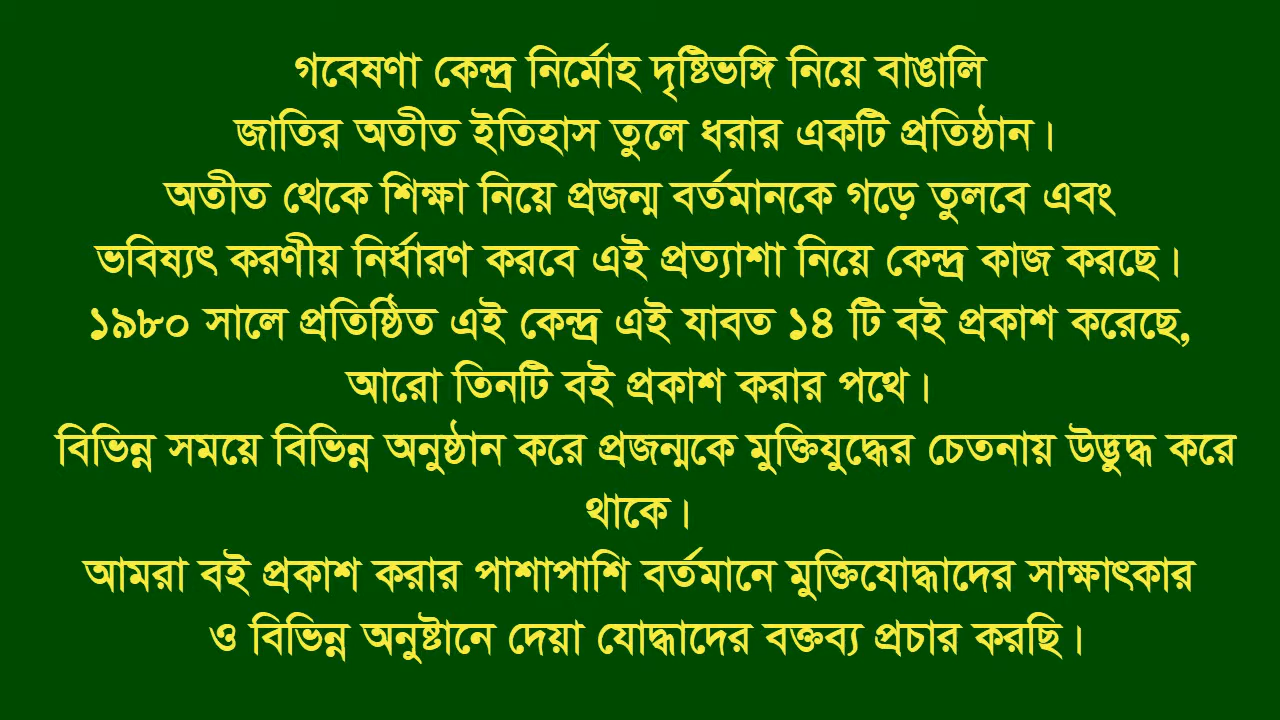 গবেষণা কেন্দ্র নির্মোহ দৃষ্টিভঙ্গি নিয়ে বাঙালি
জাতির অতীত ইতিহাস তুলে ধরার একটি প্রতিষ্ঠান।
অতীত থেকে শিক্ষা নিয়ে প্রজন্ম বর্তমানকে গড়ে তুলবে এবং
ভবিষ্যৎ করণীয় নির্ধারণ করবে এই প্রত্যাশা নিয়ে কেন্দ্র কাজ করছে।
১৯৮০ সালে প্রতিষ্ঠিত এই কেন্দ্র এই যাবত ১৪ টি বই প্রকাশ করেছে,
আরো তিনটি বই প্রকাশ করার পথে।
বিভিন্ন সময়ে বিভিন্ন অনুষ্ঠান করে প্রজন্মকে মুক্তিযুদ্ধের চেতনায় উদ্ভুদ্ধ করে
থাকে।
আমরা বই প্রকাশ করার পাশাপাশি বর্তমানে মুক্তিযোদ্ধাদের সাক্ষাৎকার
ও বিভিন্ন অনুষ্টানে দেয়া যোদ্ধাদের বক্তব্য প্রচার করছি।